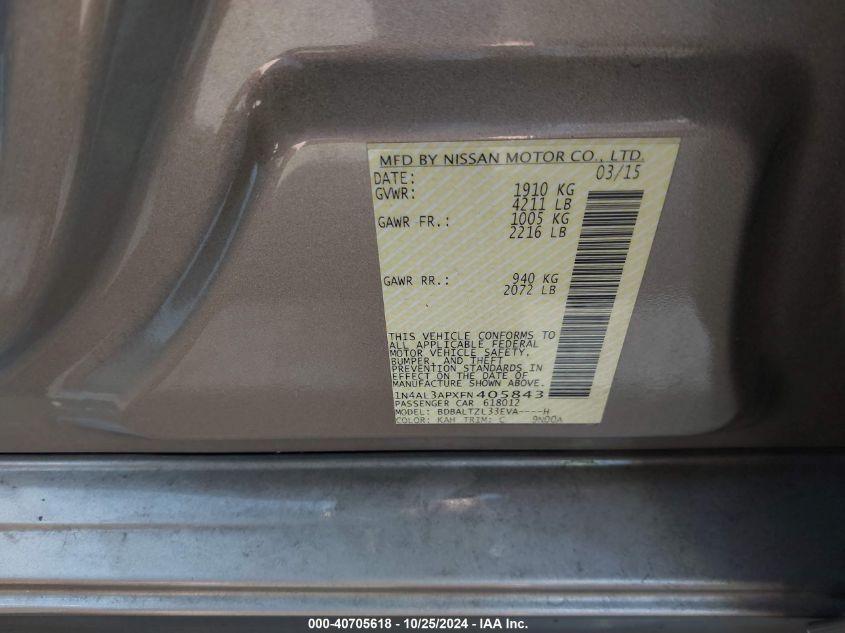 MFD BY NISSAN MOTOR CO., LTD.
DATE: 03/15
GVWR: 1910 KG
4211 LB
GAWR FR.: 1005 KG
2216 LB
GAWR RR.: 940 KG
2072 LB
THIS VEHICLE CONFORMS TO
ALL APPLICABLE FEDERAL
MOTOR VEHICLE SAFETY,
BUMPER, AND THEFT
PREVENTION STANDARDS IN
EFFECT ON THE DATE OF
MANUFACTURE SHOWN ABOVE.
1N4AL3APXFN405843
PASSENGER CAR 618012
MODEL: BDBALTZL33EVA----H
COLOR: KAH TRIM: C 9N00A
000-40705618 - 10/25/2024 - IAA Inc.